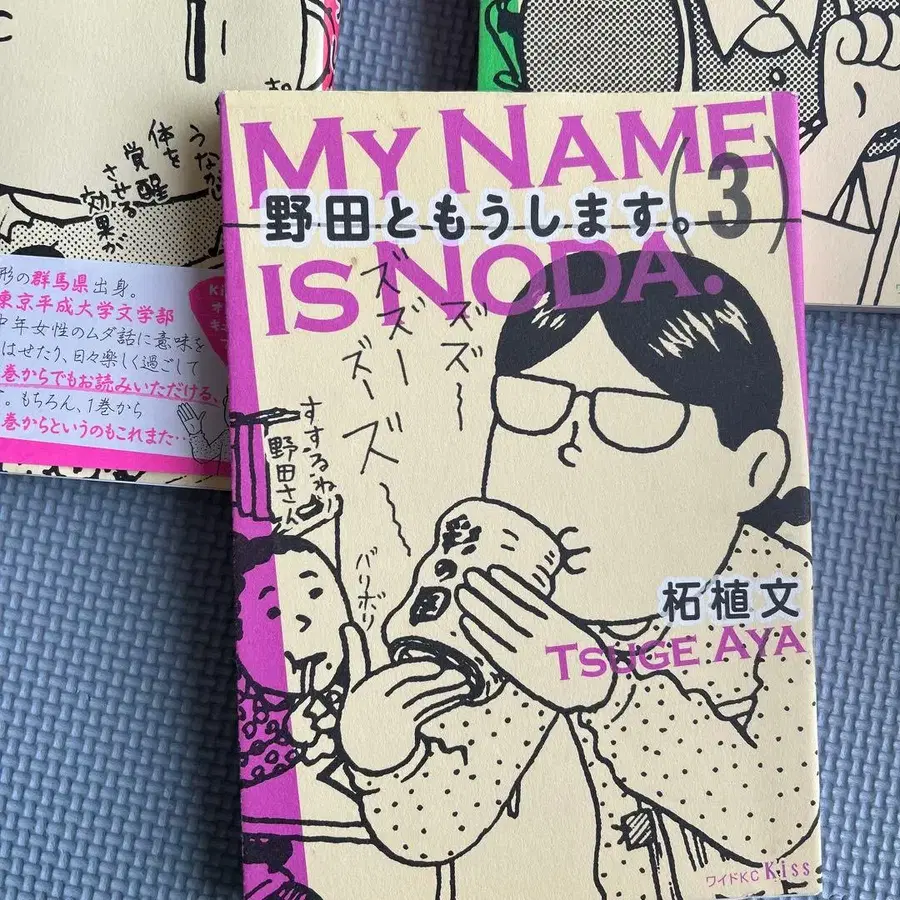 さ。
うながし
体を
覚醒
させる
効果が
形の群馬県出身。
東京平成大学文学部
中年女性のムダ話に意味を
はせたり、日々楽しく過ごして
巻からでもお読みいただける、
。もちろん、1巻から
巻からというのもこれまた‥
MY NAME
(3)
野田ともうします。
IS NODA.
ズズ〜
ズズーズズーズ〜
すするわね
野田さん
バリボリ
彩の国
柘植文
TSUGE AYA
ワイドKC Kiss